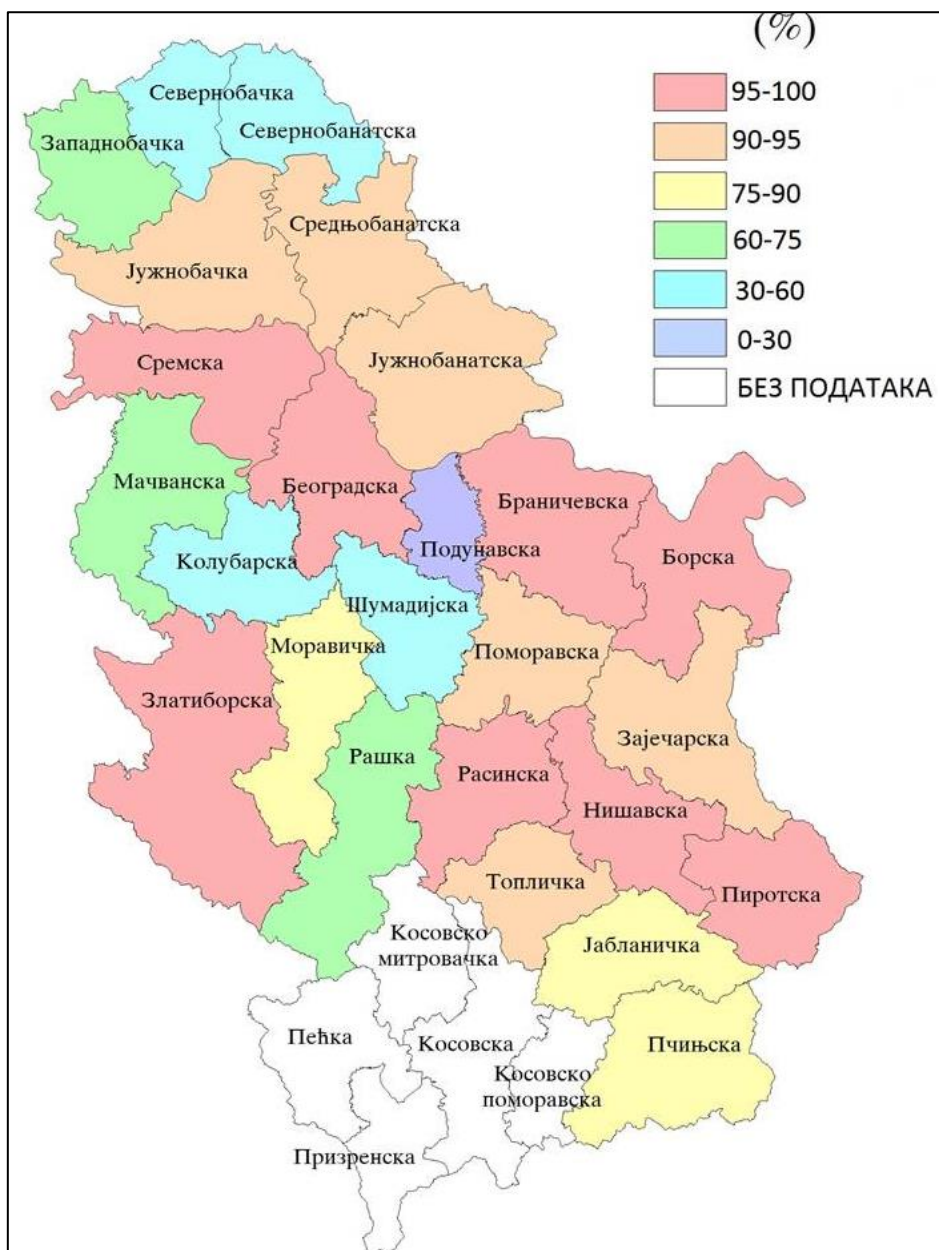 (%)
95-100
90-95
75-90
60-75
30-60
0-30
БЕЗ ПОДАТАКА
Севернобачка
Севернобанатска
Западнобачка
Средњобанатска
Јужнобачка
Јужнобанатска
Сремска
Мачванска
Београдска
Браничевска
Подунавска
Борска
Колубарска
Шумадијска
Моравичка
Поморавска
Златиборска
Зајечарска
Рашка
Расинска
Нишавска
Топличка
Пиротска
Косовско
митровачка
Јабланичка
Пећка
Косовска
Пчињска
Косовско
поморавска
Призренска